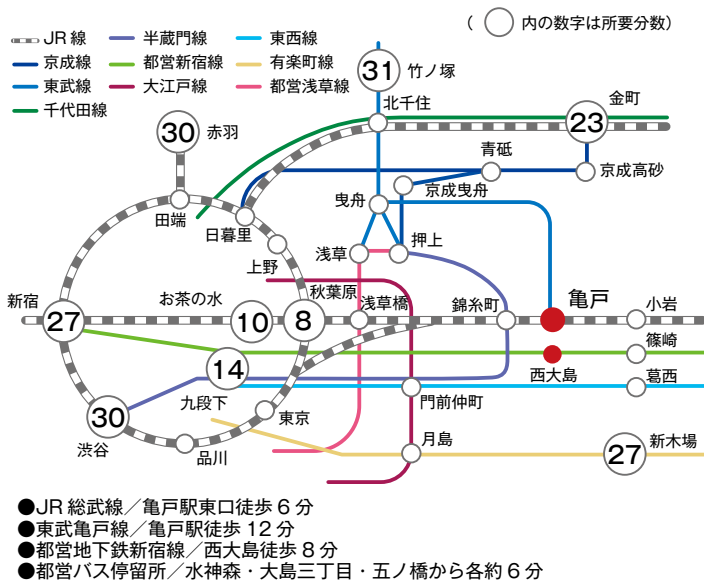 （ 内の数字は所要分数）
JR 線
半蔵門線
東西線
京成線
都営新宿線
有楽町線
東武線
大江戸線
都営浅草線
千代田線
31
竹ノ塚
北千住
金町
23
30
赤羽
青砥
京成高砂
京成曳舟
曳舟
田端
日暮里
上野
浅草
押上
新宿
27
お茶の水
10
秋葉原
8
浅草橋
錦糸町
亀戸
小岩
篠崎
14
九段下
西大島
葛西
門前仲町
30
渋谷
東京
品川
月島
27
新木場
●JR 総武線／亀戸駅東口徒歩 6 分
●東武亀戸線／亀戸駅徒歩 12 分
●都営地下鉄新宿線／西大島徒歩 8 分
●都営バス停留所／水神森・大島三丁目・五ノ橋から各約 6 分